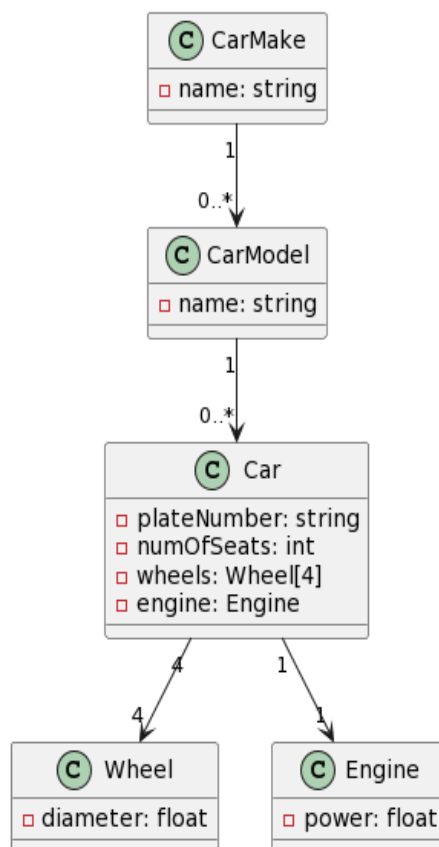 C CarMake
name: string
1
0..*
C CarModel
name: string
1
0..*
C Car
plateNumber: string
numOfSeats: int
wheels: Wheel[4]
engine: Engine
4 1
4 1
C Wheel C Engine
diameter: float power: float